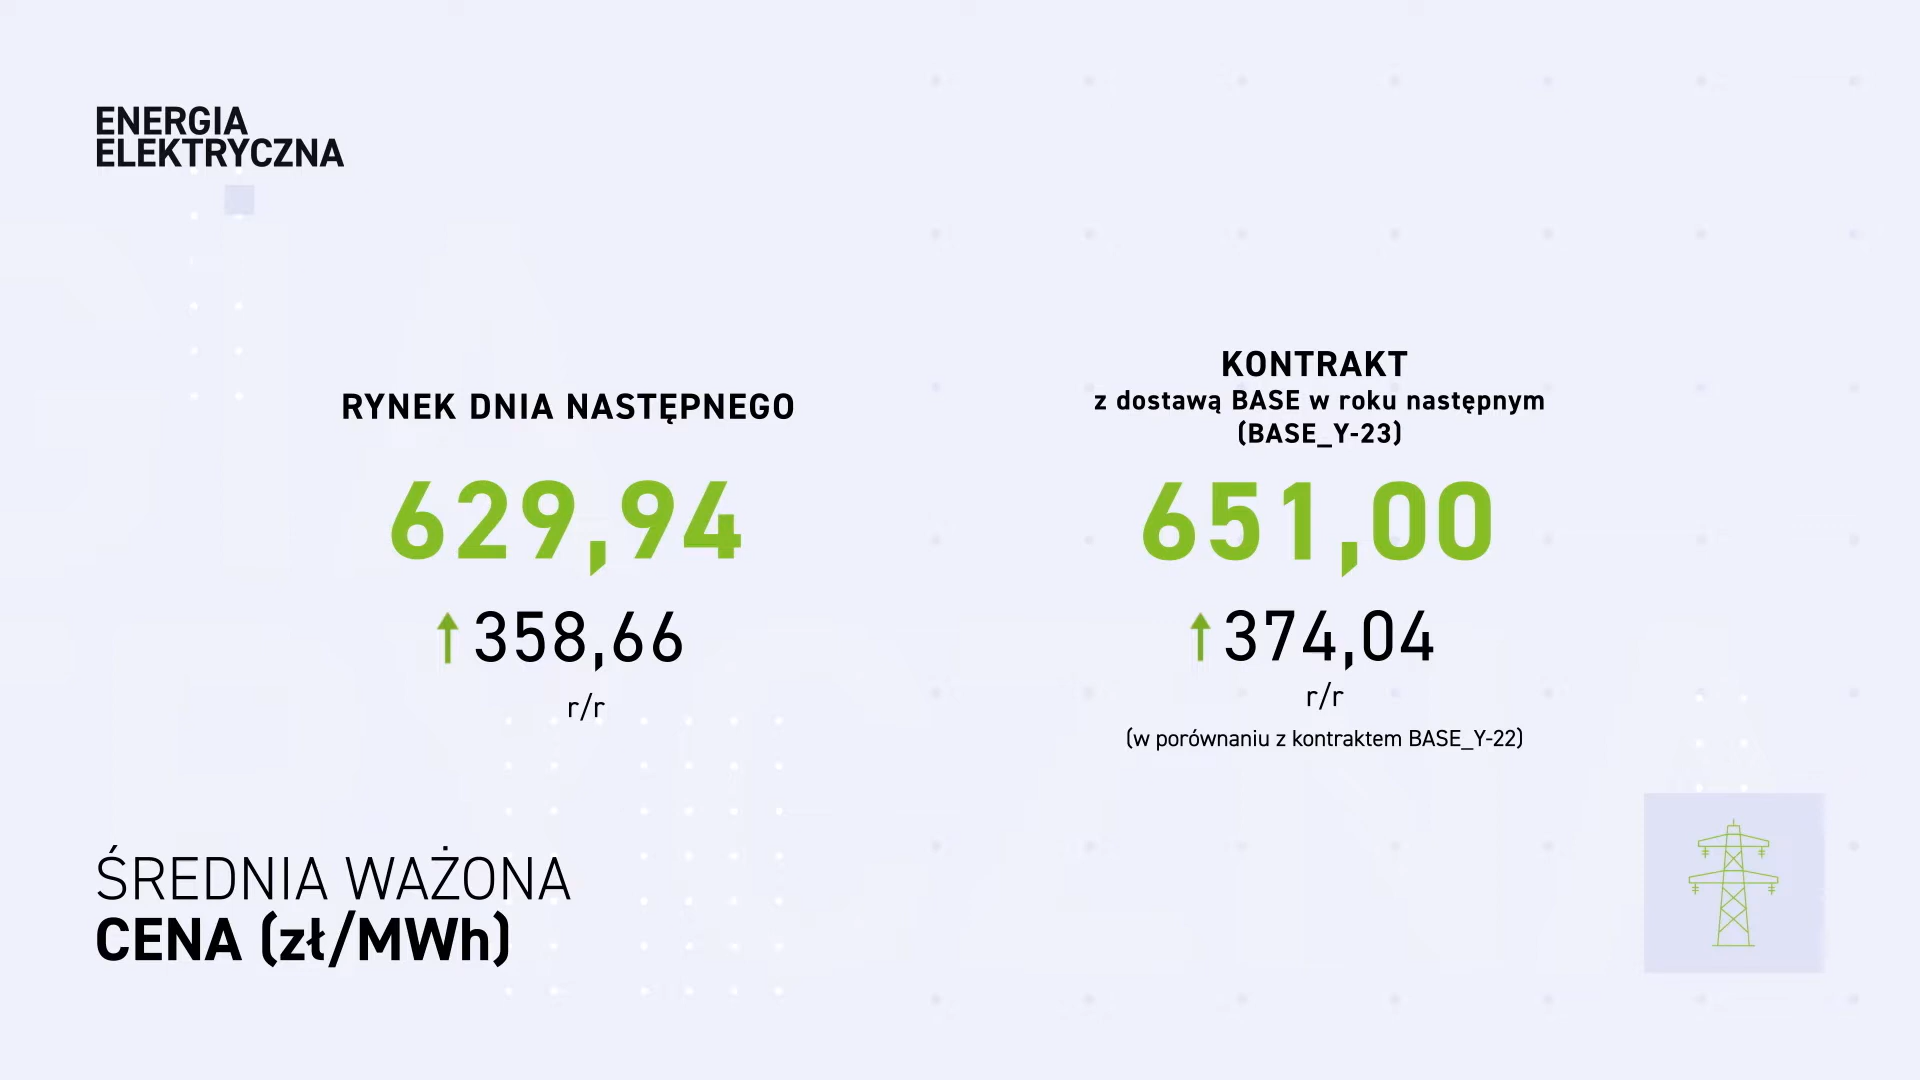 ENERGIA
ELEKTRYCZNA
RYNEK DNIA NASTĘPNEGO
629,94
358,66
r/r
KONTRAKT
z dostawą BASE w roku następnym
(BASE_Y-23)
651,00
374,04
r/r
(w porównaniu z kontraktem BASE_Y-22)
ŚREDNIA WAŻONA
CENA (zł/MWh)